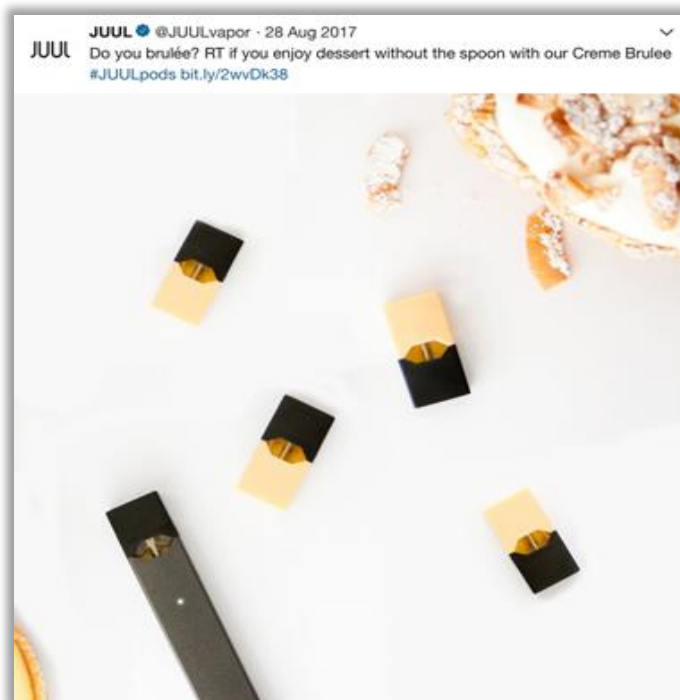 JUUL @JUULvapor · 28 Aug 2017
JUUL
Do you brulée? RT if you enjoy dessert without the spoon with our Creme Brulee
#JUULpods bit.ly/2wvDk38